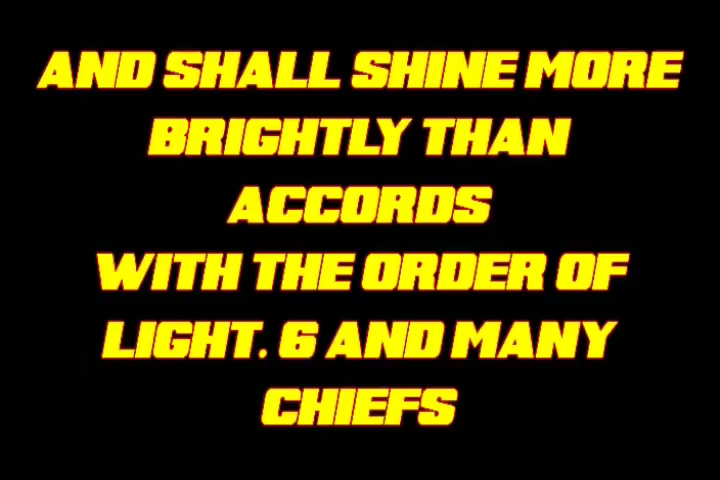 AND SHALL SHINE MORE
BRIGHTLY THAN
ACCORDS
WITH THE ORDER OF
LIGHT. 6 AND MANY
CHIEFS